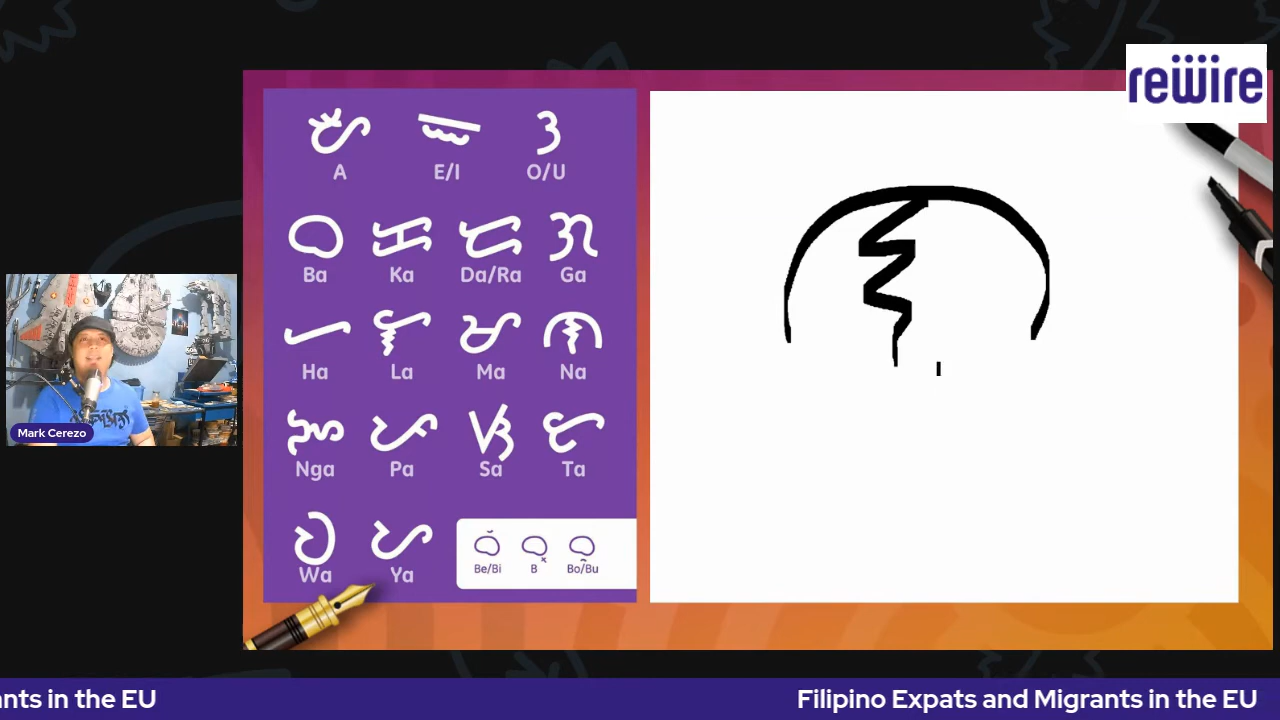 rewire
ᜀ ᜁ ᜂ
A E/I O/U
ᜊ ᜃ ᜇ ᜄ
Ba Ka Da/Ra Ga
ᜑ ᜎ ᜋ ᜈ
Ha La Ma Na
ᜅ ᜉ ᜐ ᜆ
Nga Pa Sa Ta
ᜏ ᜌ
Wa Ya
ᜊᜒ ᜊ᜔ ᜊᜓ
Be/Bi B Bo/Bu
ᜈ
Mark Cerezo
nts in the EU
Filipino Expats and Migrants in the EU